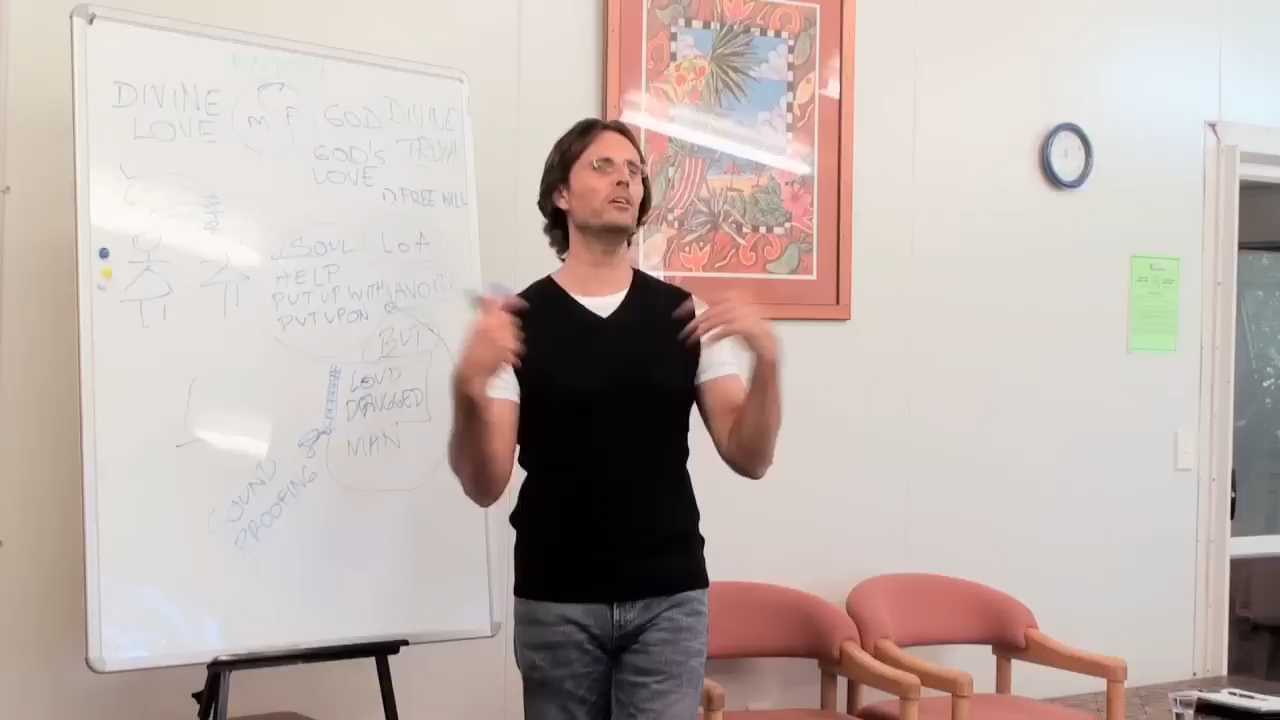 DIVINE
LOVE
M F
GOD
GOD'S
LOVE
DIVINE
TRUTH
1) FREE WILL
SOUL LOA
HELP
PUT UP WITH (AVOID)
PUT UPON
BUT
LOUD
DRUGGED
MAN
SOUND
PROOFING